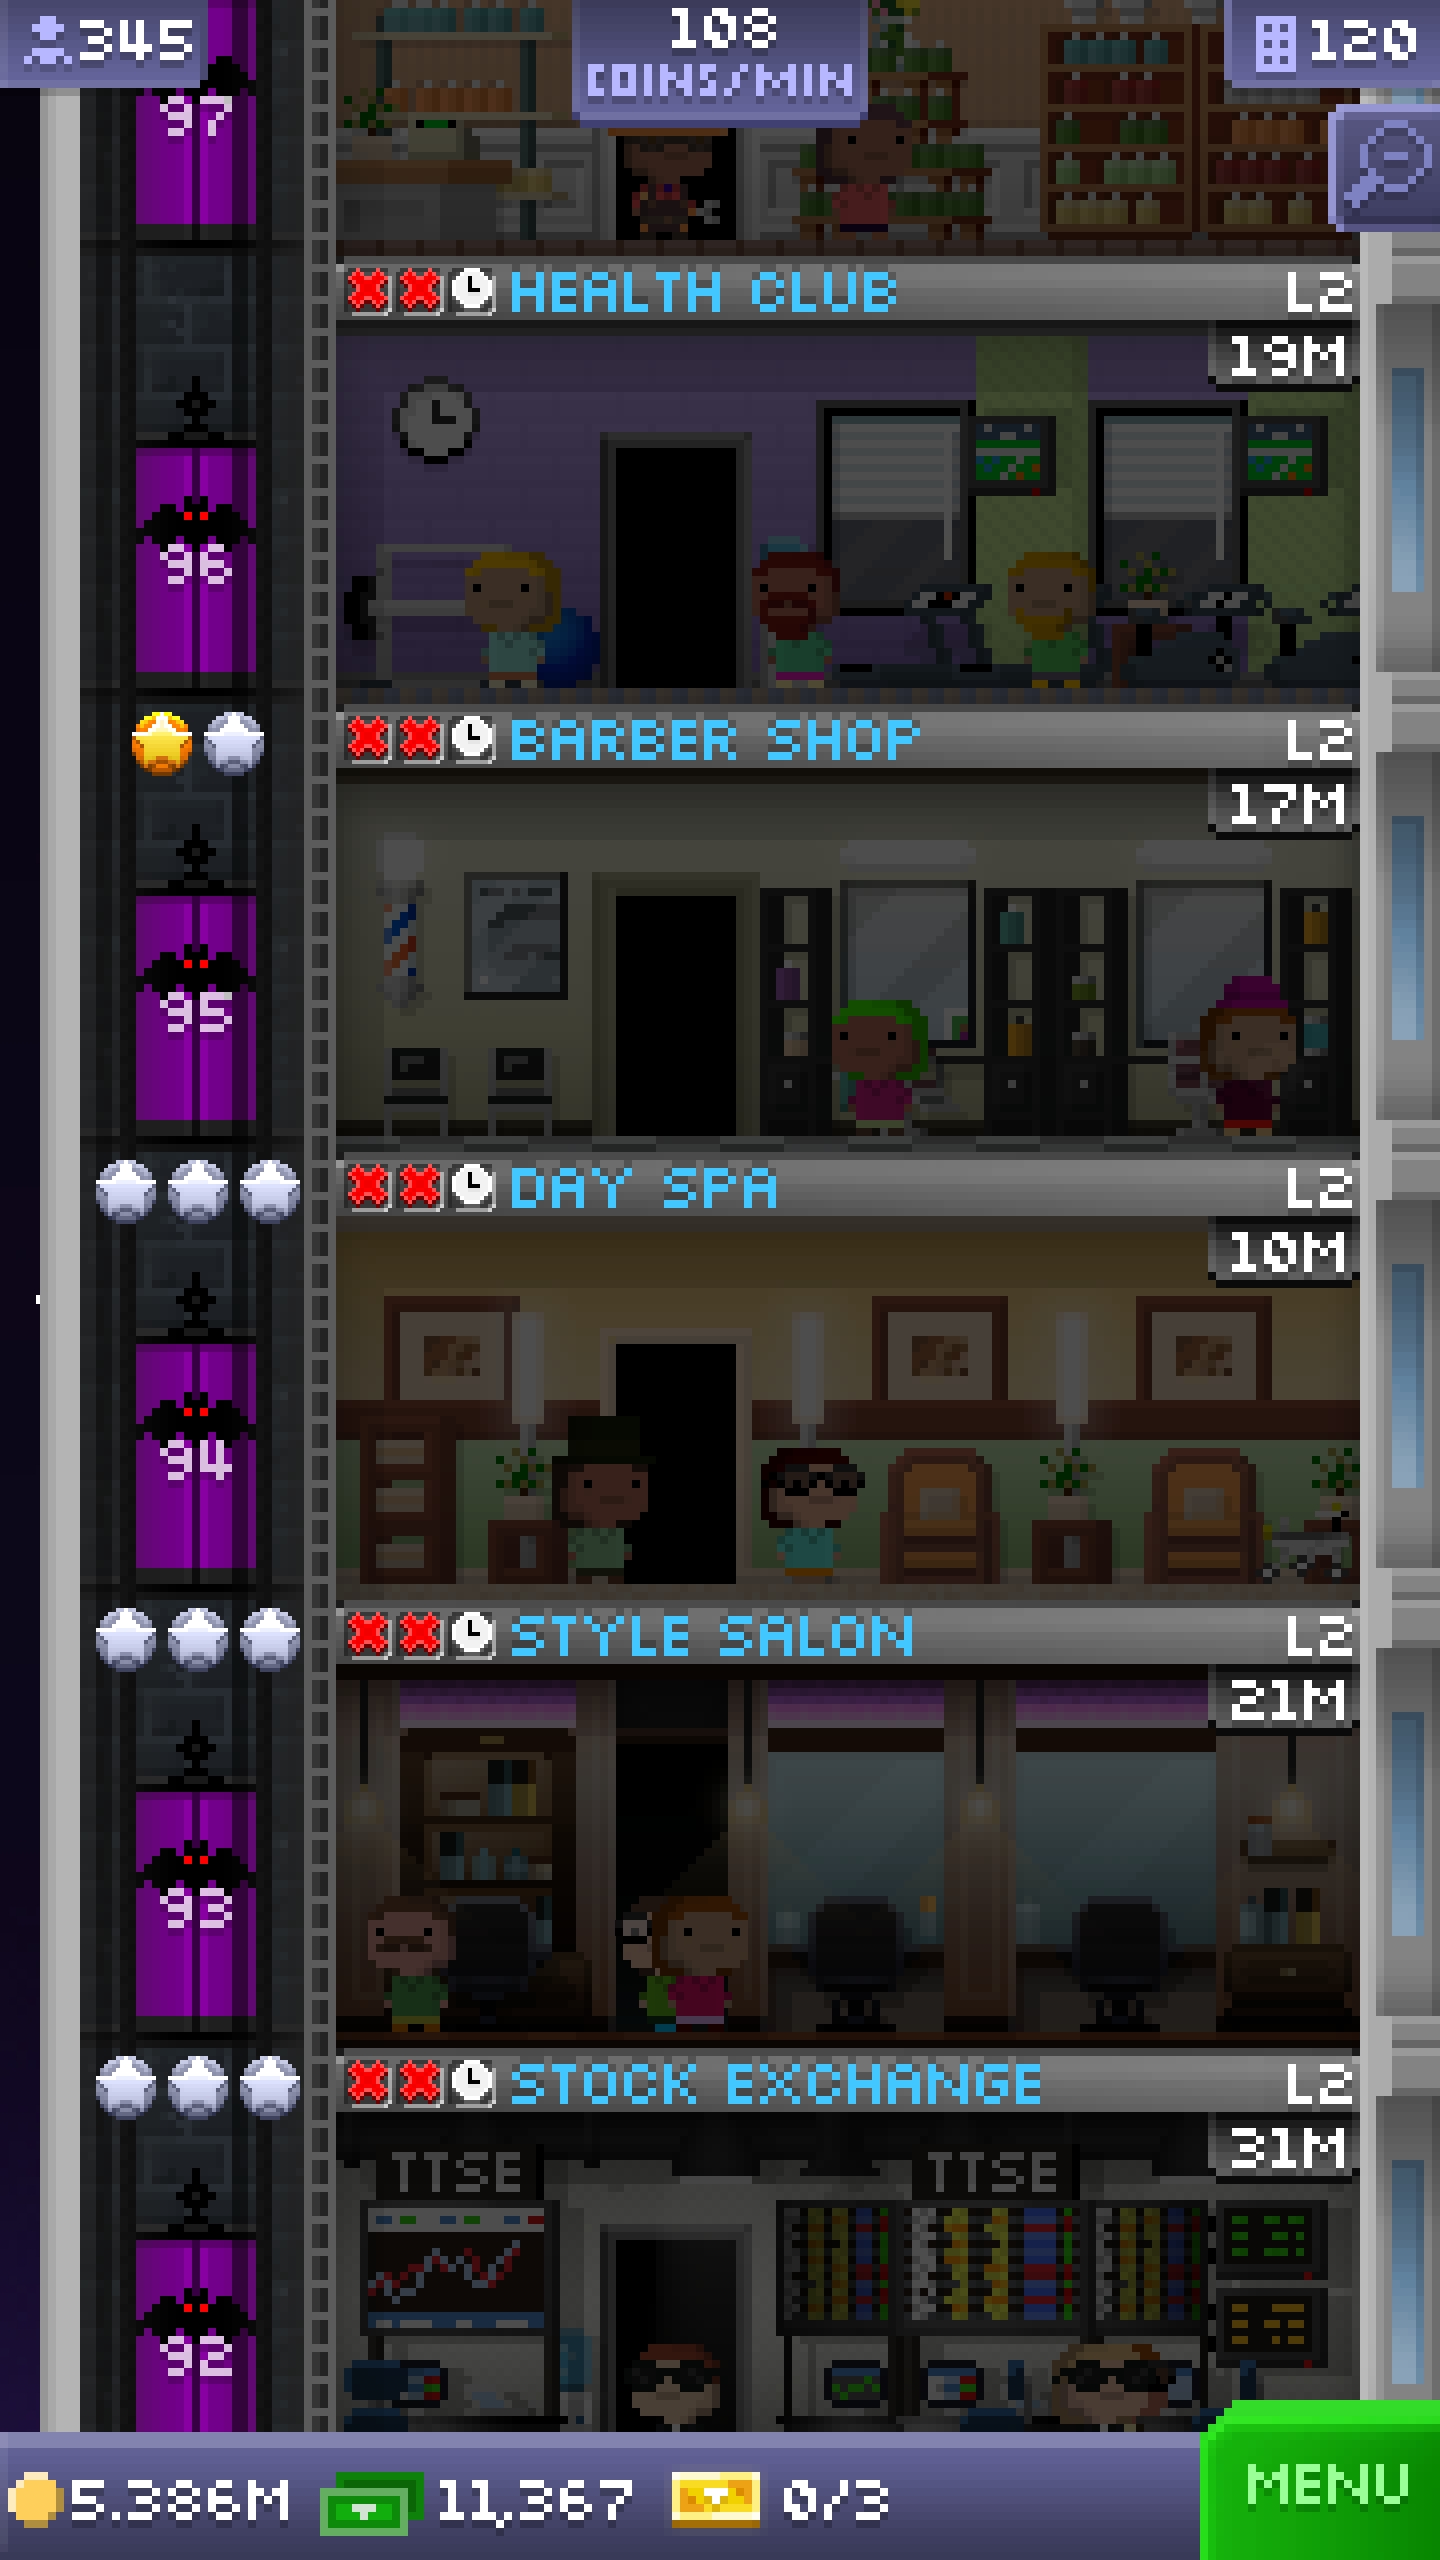 345
108
COINS/MIN
120
97
HEALTH CLUB L2
19M
96
BARBER SHOP L2
17M
95
DAY SPA L2
10M
94
STYLE SALON L2
21M
93
STOCK EXCHANGE L2
31M
TTSE TTSE
92
5.386M 11,367 0/3 MENU